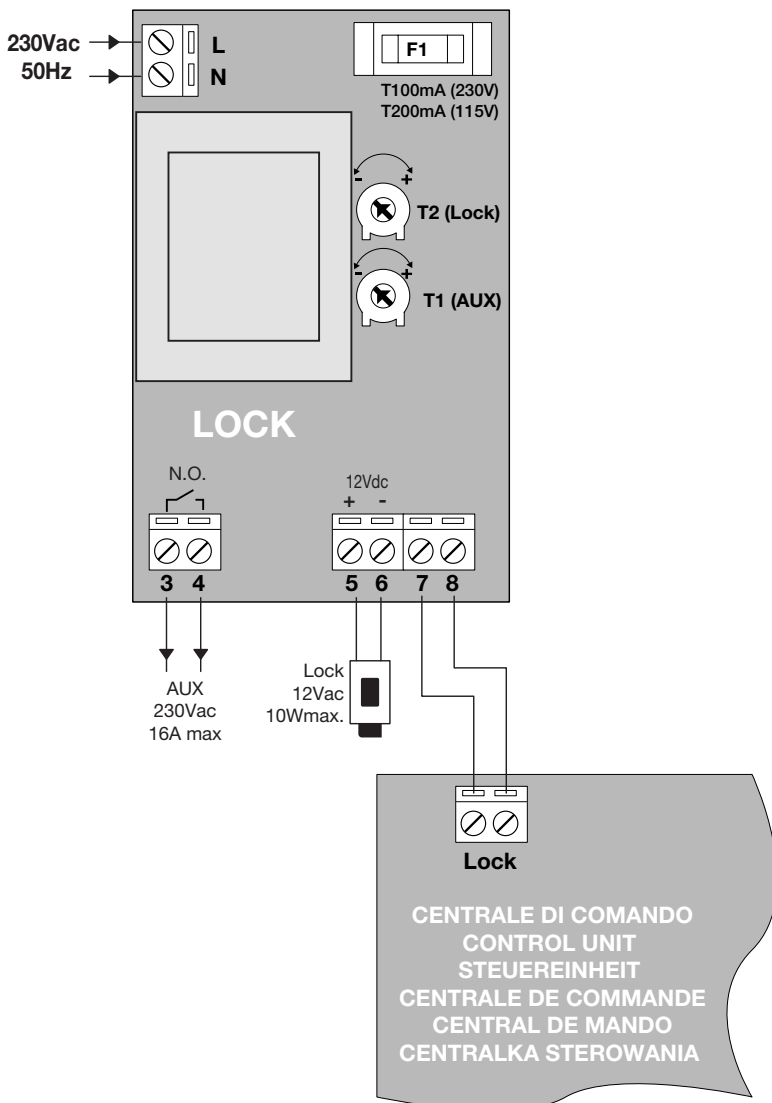 230Vac
50Hz
L
N
F1
T100mA (230V)
T200mA (115V)
- +
T2 (Lock)
- +
T1 (AUX)
LOCK
N.O.
12Vdc
+ -
3 4 5 6 7 8
AUX
230Vac
16A max
Lock
12Vac
10Wmax.
Lock
CENTRALE DI COMANDO
CONTROL UNIT
STEUEREINHEIT
CENTRALE DE COMMANDE
CENTRAL DE MANDO
CENTRALKA STEROWANIA